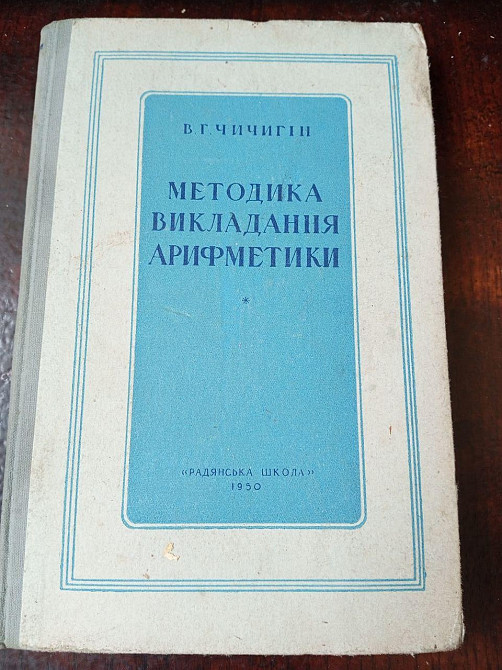 В. Г. ЧИЧИГІН
МЕТОДИКА
ВИКЛАДАННЯ
АРИФМЕТИКИ
*
«РАДЯНСЬКА ШКОЛА»
1950